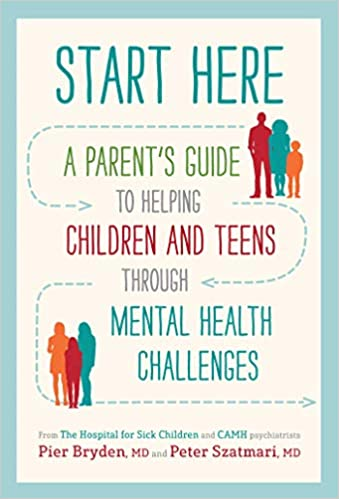 START HERE
A PARENT'S GUIDE
TO HELPING
CHILDREN AND TEENS
THROUGH
MENTAL HEALTH
CHALLENGES
From The Hospital for Sick Children and CAMH psychiatrists
Pier Bryden, MD and Peter Szatmari, MD